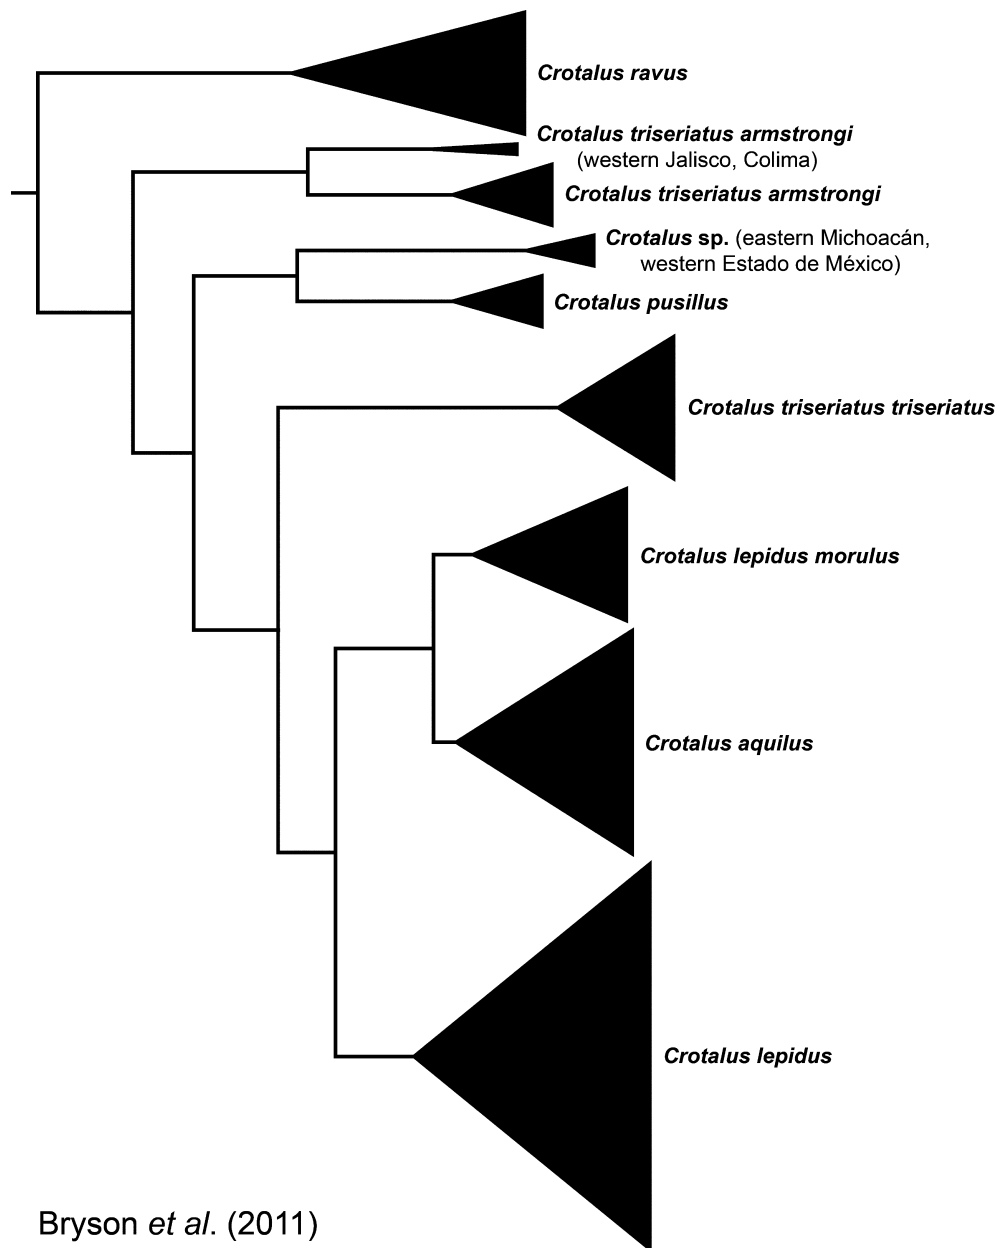 Crotalus ravus
Crotalus triseriatus armstrongi
(western Jalisco, Colima)
Crotalus triseriatus armstrongi
Crotalus sp. (eastern Michoacán,
western Estado de México)
Crotalus pusillus
Crotalus triseriatus triseriatus
Crotalus lepidus morulus
Crotalus aquilus
Crotalus lepidus
Bryson et al. (2011)